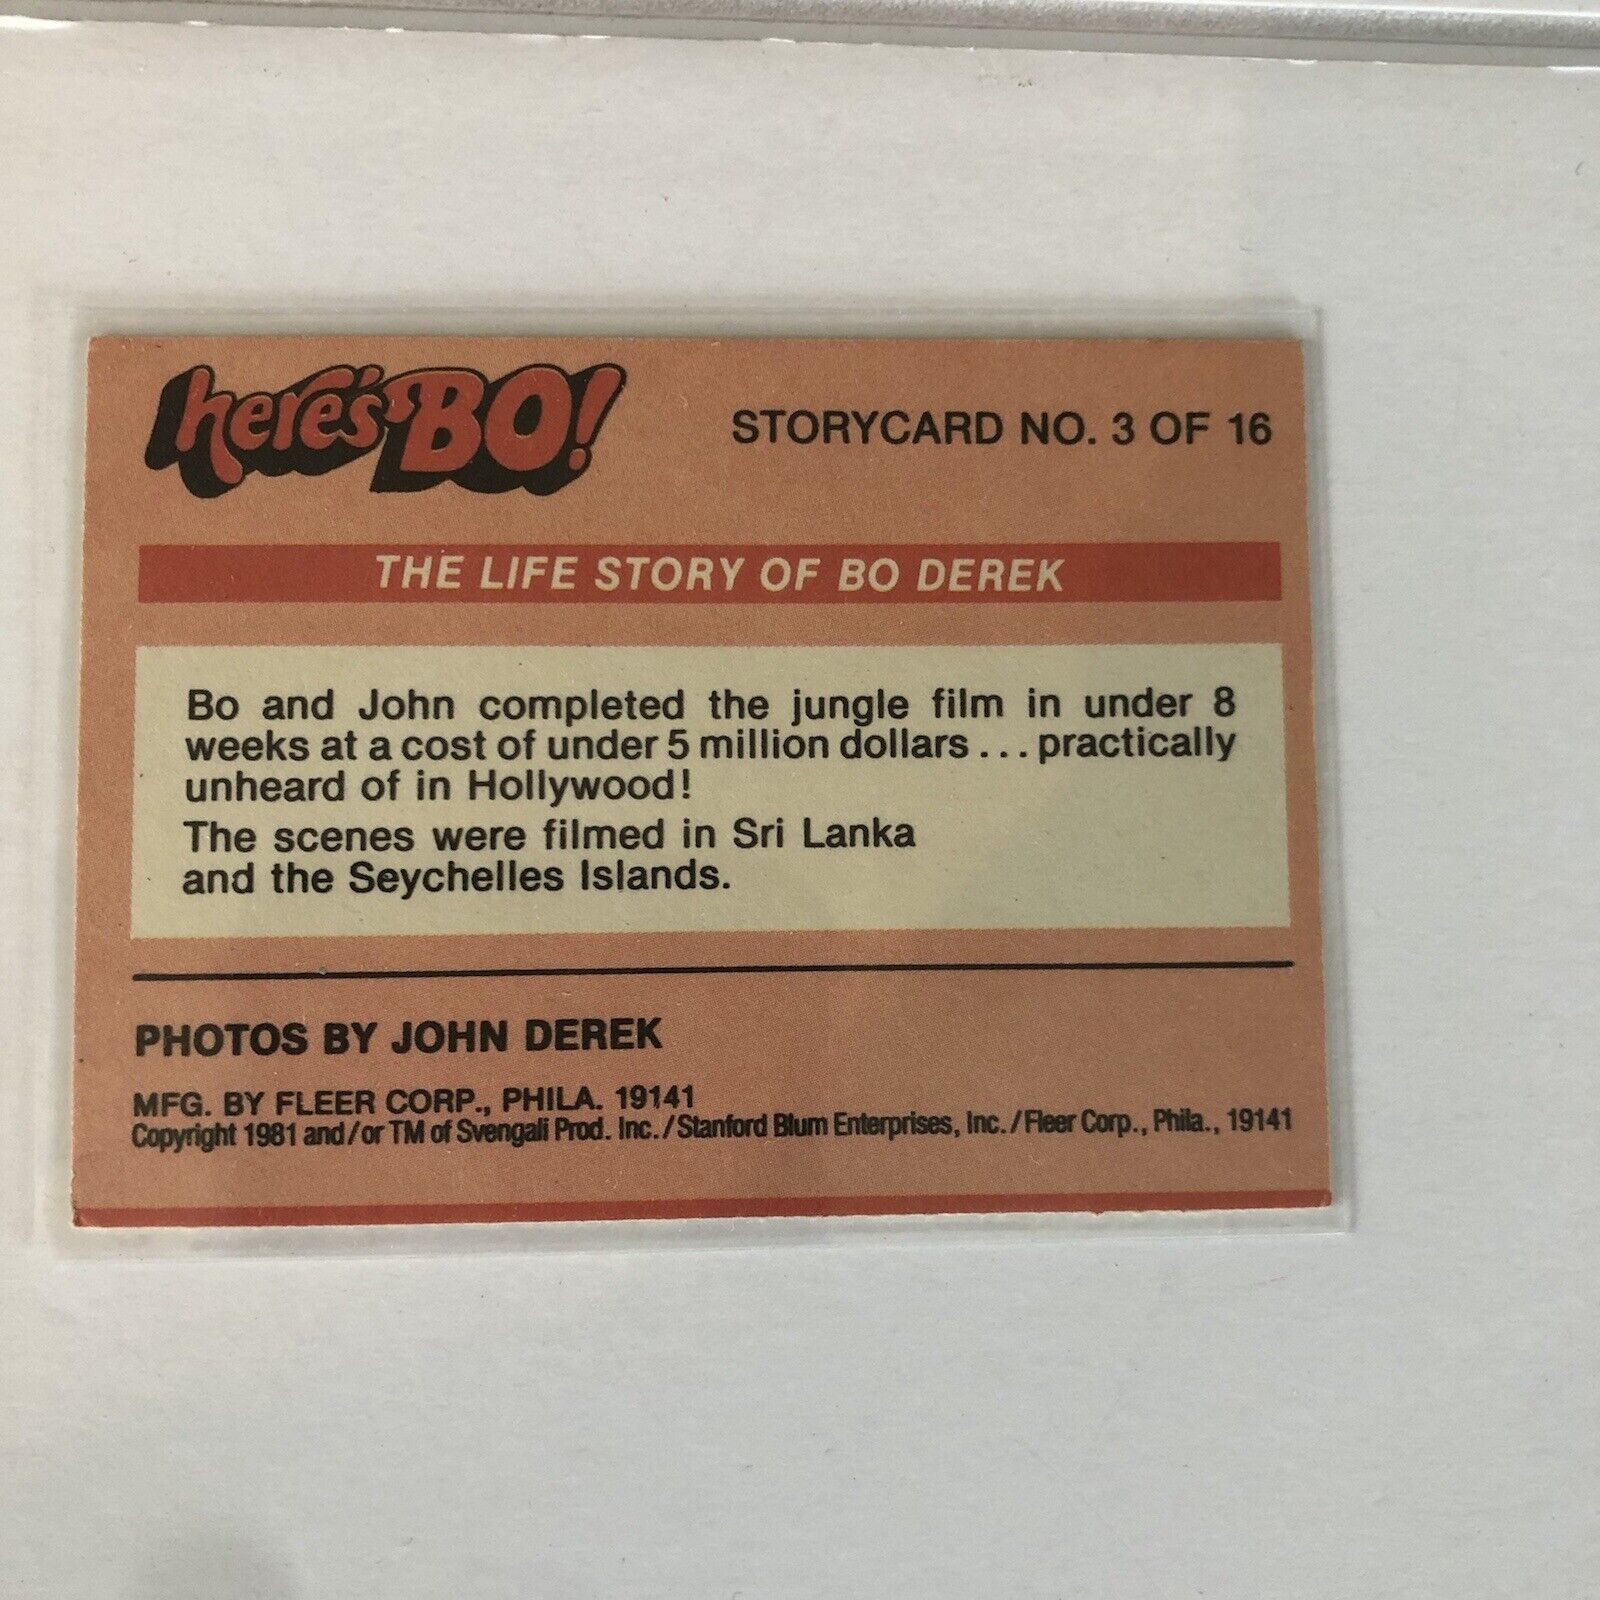 here's BO!
STORYCARD NO. 3 OF 16
THE LIFE STORY OF BO DEREK
Bo and John completed the jungle film in under 8
weeks at a cost of under 5 million dollars . . . practically
unheard of in Hollywood!
The scenes were filmed in Sri Lanka
and the Seychelles Islands.
PHOTOS BY JOHN DEREK
MFG. BY FLEER CORP., PHILA. 19141
Copyright 1981 and/or TM of Svengali Prod. Inc./Stanford Blum Enterprises, Inc./Fleer Corp., Phila., 19141